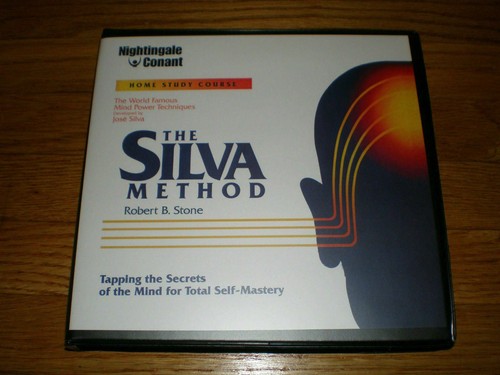 Nightingale
Conant
HOME STUDY COURSE
The World Famous
Mind Power Techniques
Developed by
José Silva
THE
SILVA
METHOD
Robert B. Stone
Tapping the Secrets
of the Mind for Total Self-Mastery